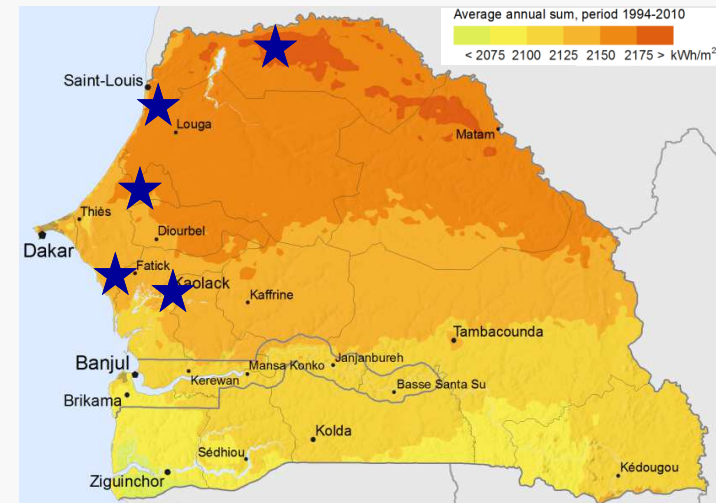 Average annual sum, period 1994-2010
< 2075 2100 2125 2150 2175 > kWh/m²
Saint-Louis
Louga
Matam
Thiès
Diourbel
Dakar
Fatick
Kaolack
Kaffrine
Tambacounda
Banjul
Mansa Konko
Janjanbureh
Kerewan
Basse Santa Su
Brikama
Kolda
Sédhiou
Kédougou
Ziguinchor